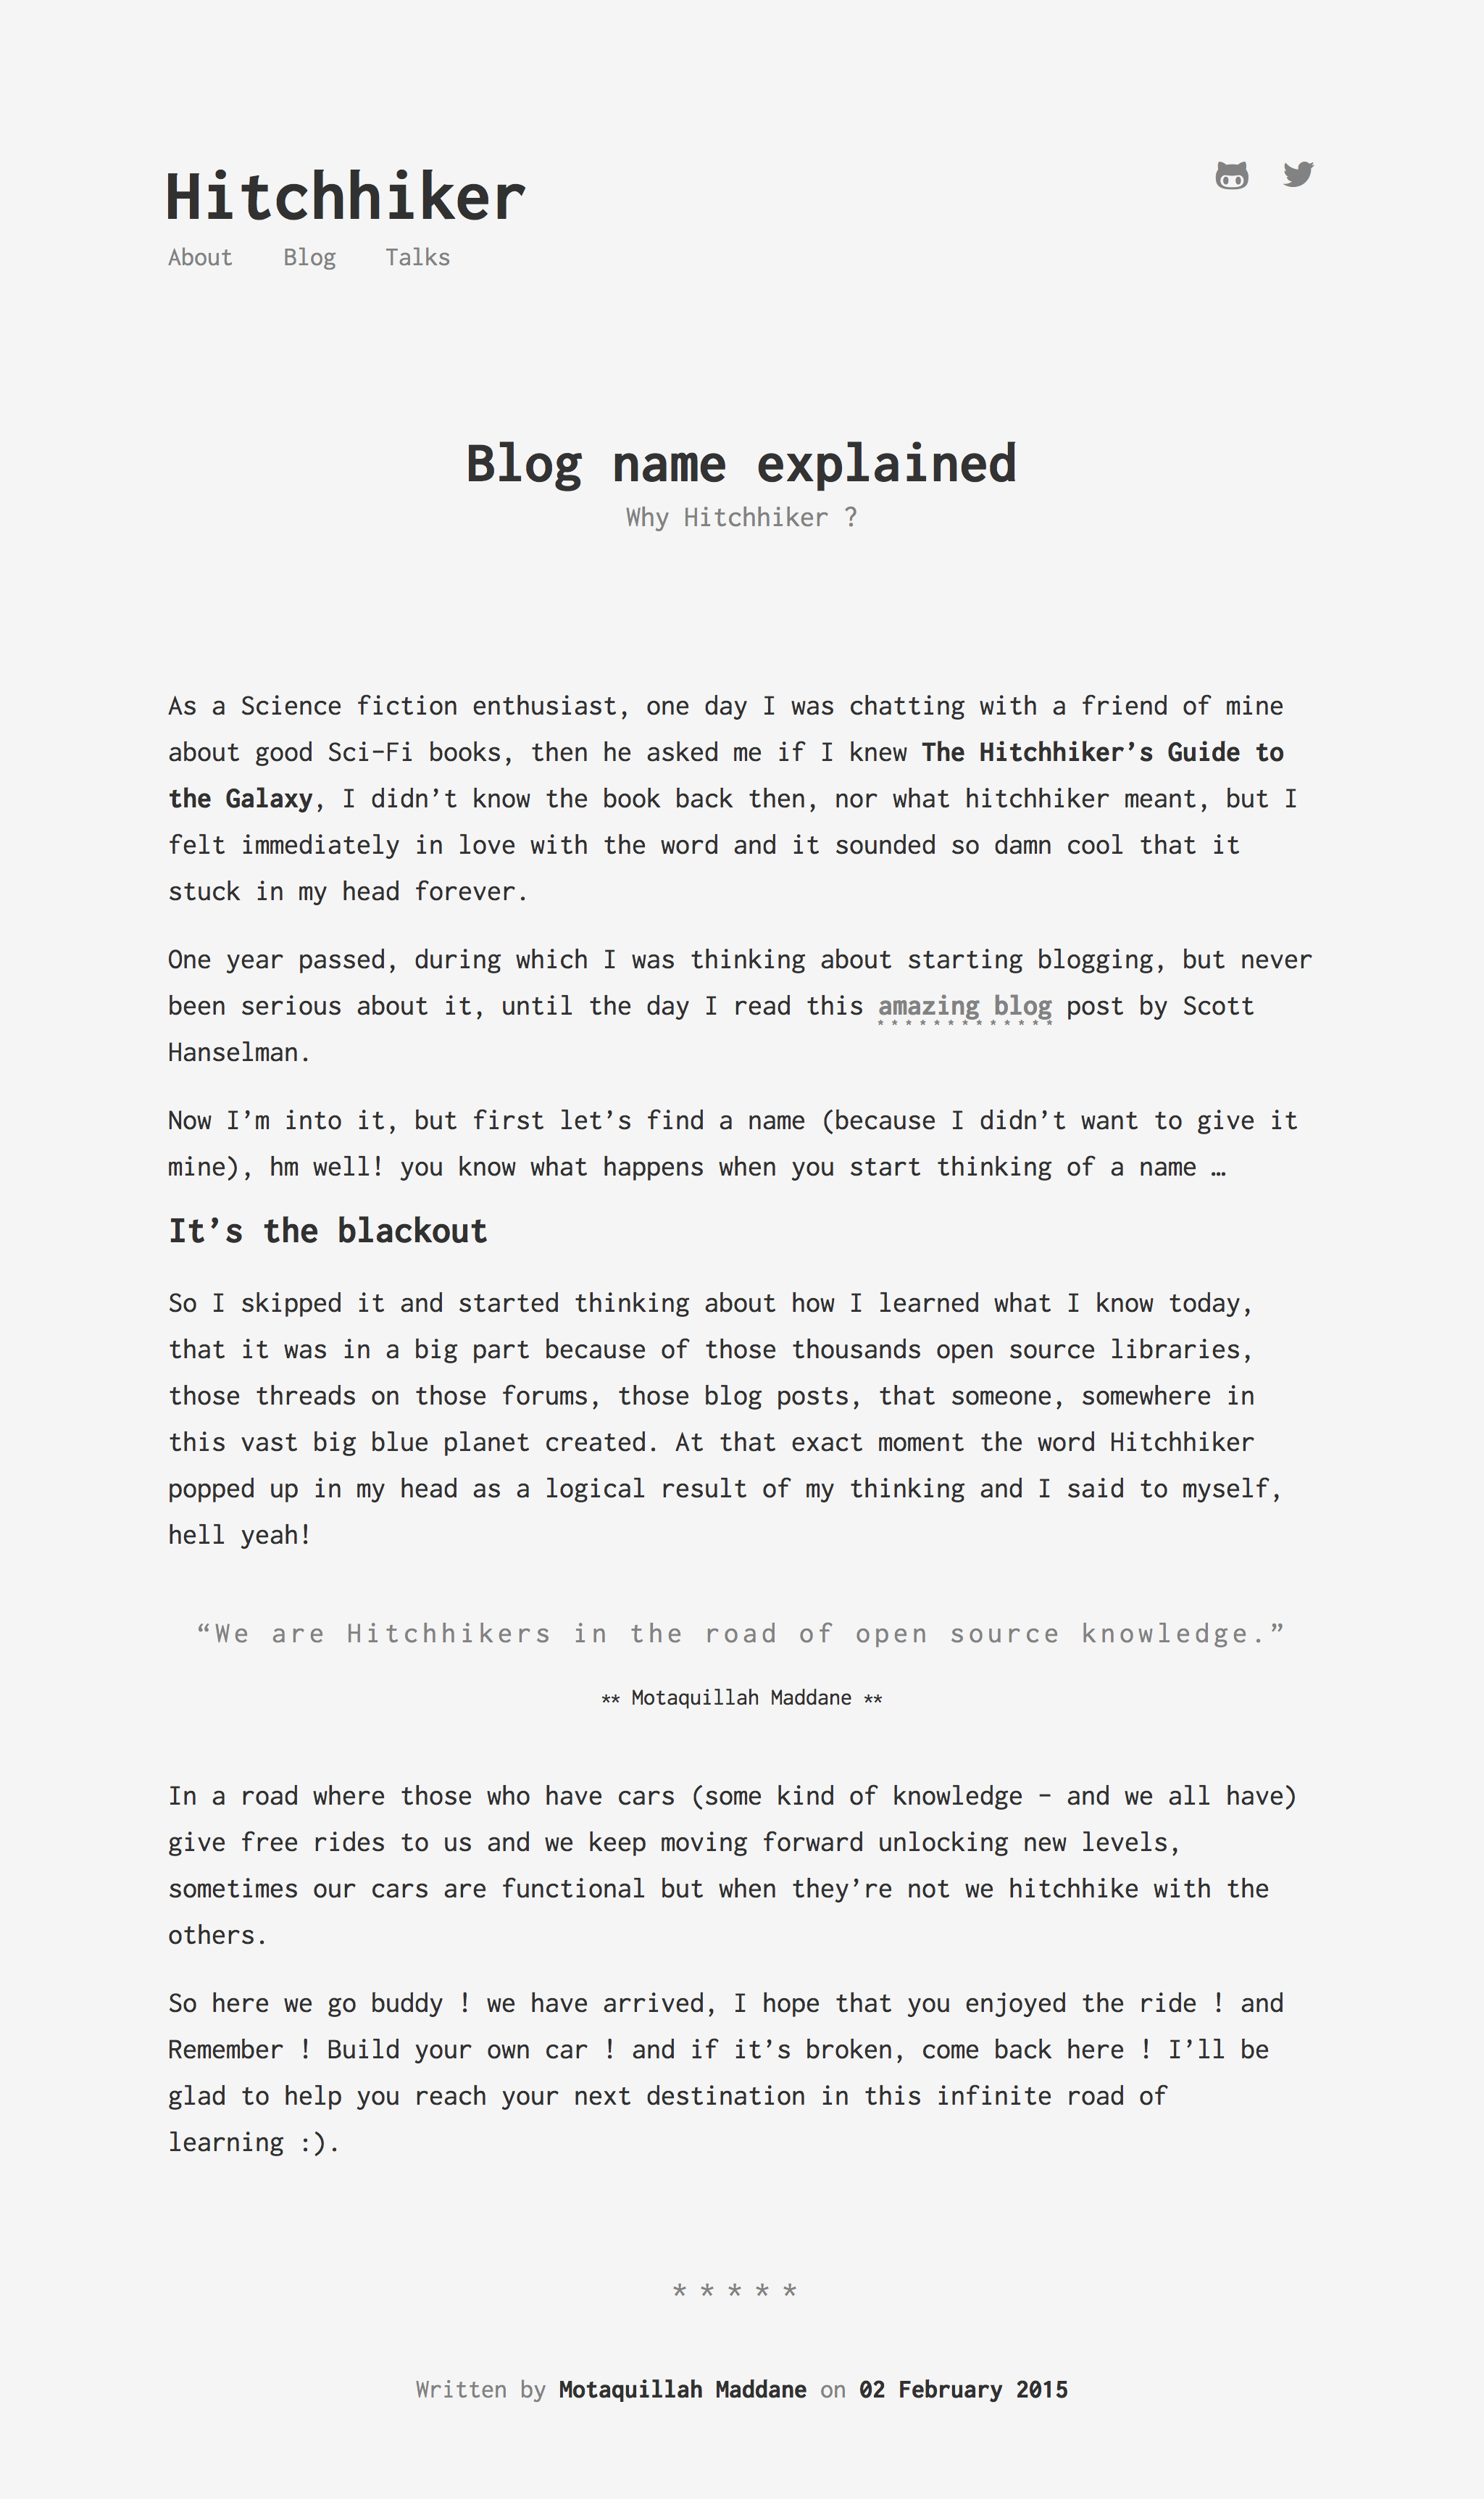 Hitchhiker
About Blog Talks
Blog name explained
Why Hitchhiker ?
As a Science fiction enthusiast, one day I was chatting with a friend of mine
about good Sci-Fi books, then he asked me if I knew The Hitchhiker’s Guide to
the Galaxy, I didn’t know the book back then, nor what hitchhiker meant, but I
felt immediately in love with the word and it sounded so damn cool that it
stuck in my head forever.
One year passed, during which I was thinking about starting blogging, but never
been serious about it, until the day I read this amazing blog post by Scott
Hanselman.
Now I’m into it, but first let’s find a name (because I didn’t want to give it
mine), hm well! you know what happens when you start thinking of a name …
It’s the blackout
So I skipped it and started thinking about how I learned what I know today,
that it was in a big part because of those thousands open source libraries,
those threads on those forums, those blog posts, that someone, somewhere in
this vast big blue planet created. At that exact moment the word Hitchhiker
popped up in my head as a logical result of my thinking and I said to myself,
hell yeah!
“We are Hitchhikers in the road of open source knowledge.”
** Motaquillah Maddane **
In a road where those who have cars (some kind of knowledge – and we all have)
give free rides to us and we keep moving forward unlocking new levels,
sometimes our cars are functional but when they’re not we hitchhike with the
others.
So here we go buddy ! we have arrived, I hope that you enjoyed the ride ! and
Remember ! Build your own car ! and if it’s broken, come back here ! I’ll be
glad to help you reach your next destination in this infinite road of
learning :).
* * * * *
Written by Motaquillah Maddane on 02 February 2015